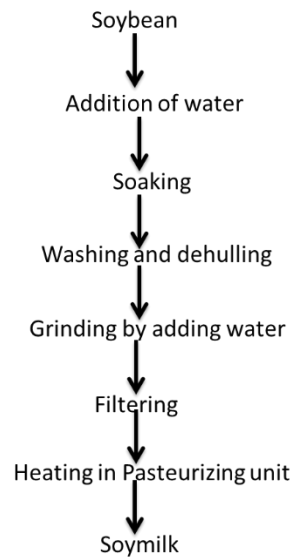 Soybean
Addition of water
Soaking
Washing and dehulling
Grinding by adding water
Filtering
Heating in Pasteurizing unit
Soymilk